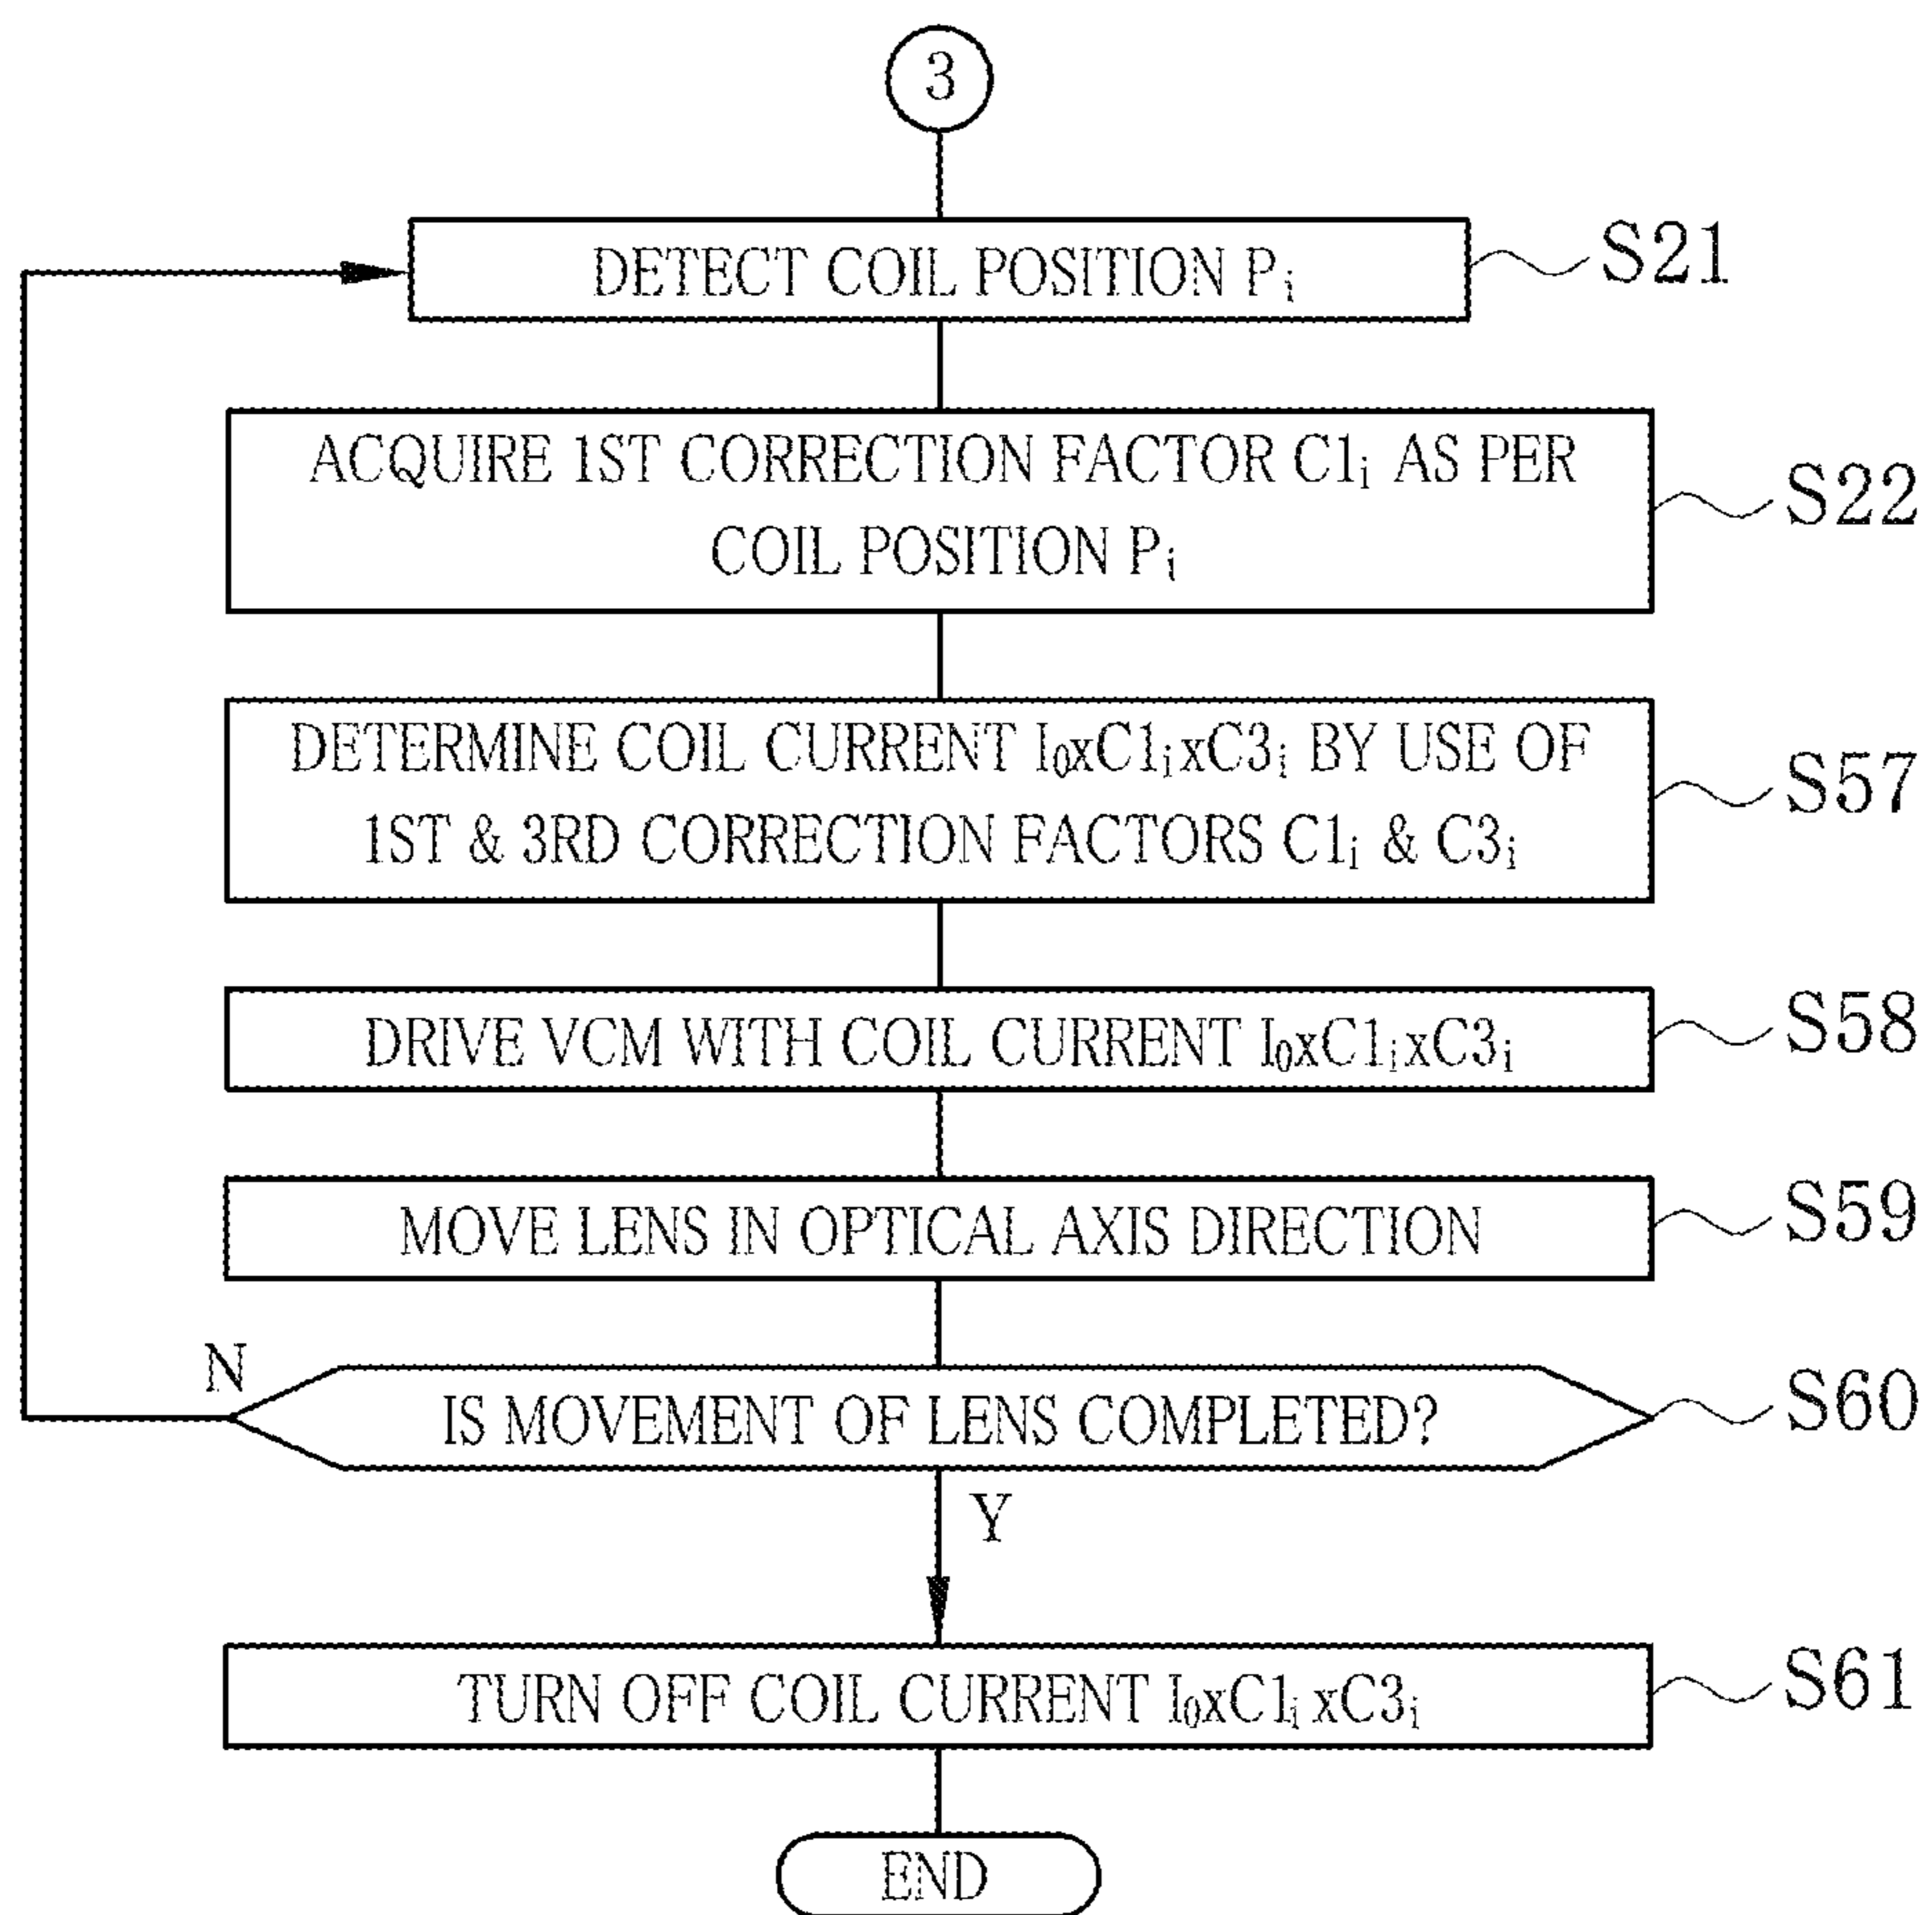 3
DETECT COIL POSITION Pᵢ
S21
ACQUIRE 1ST CORRECTION FACTOR C1ᵢ AS PER
COIL POSITION Pᵢ
S22
DETERMINE COIL CURRENT I₀xC1ᵢxC3ᵢ BY USE OF
1ST & 3RD CORRECTION FACTORS C1ᵢ & C3ᵢ
S57
DRIVE VCM WITH COIL CURRENT I₀xC1ᵢxC3ᵢ
S58
MOVE LENS IN OPTICAL AXIS DIRECTION
S59
N
IS MOVEMENT OF LENS COMPLETED?
S60
Y
TURN OFF COIL CURRENT I₀xC1ᵢxC3ᵢ
S61
END